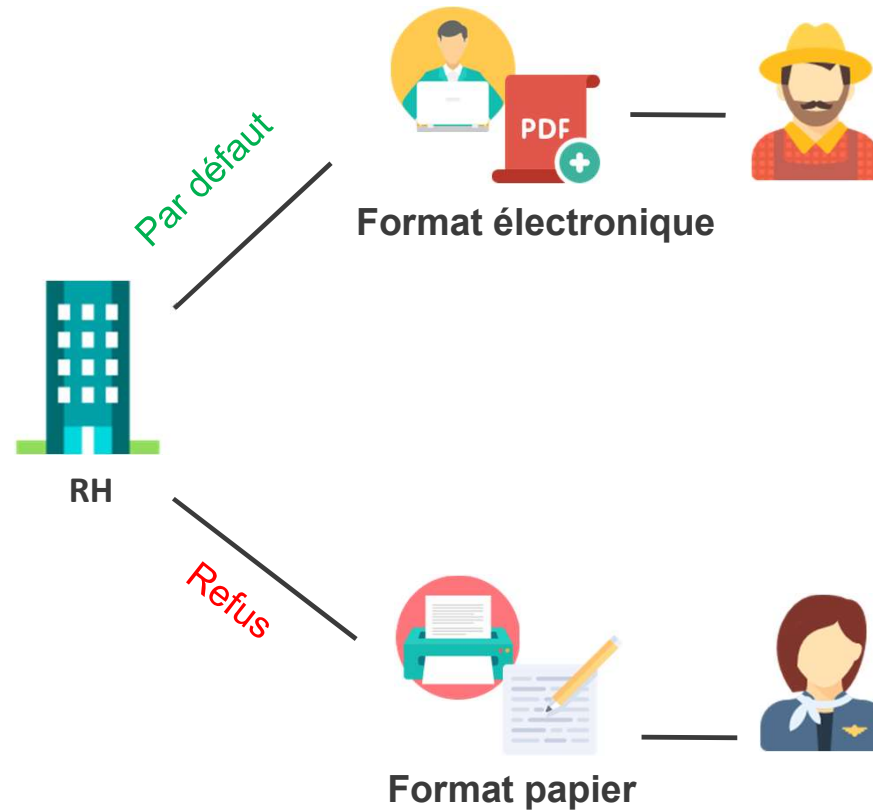 Par défaut
PDF
Format électronique
RH
Refus
Format papier